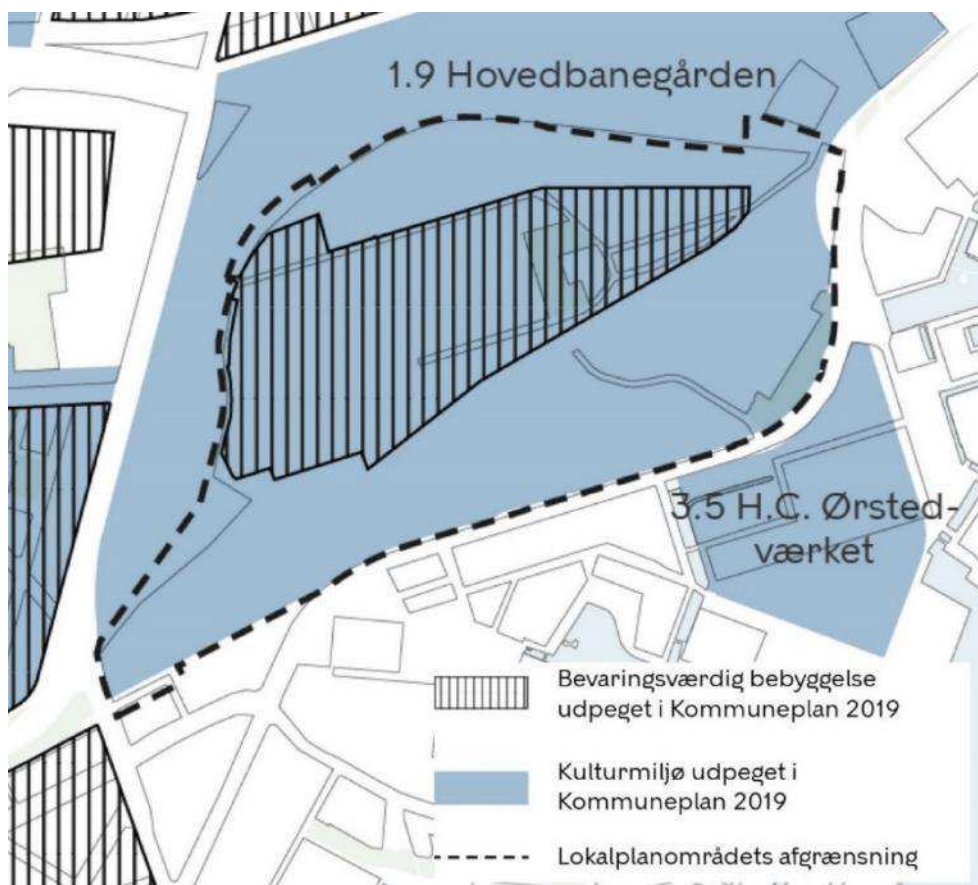 1.9 Hovedbanegården
3.5 H.C. Ørsted-
værket
Bevaringsværdig bebyggelse
udpeget i Kommuneplan 2019
Kulturmiljø udpeget i
Kommuneplan 2019
Lokalplanområdets afgrænsning